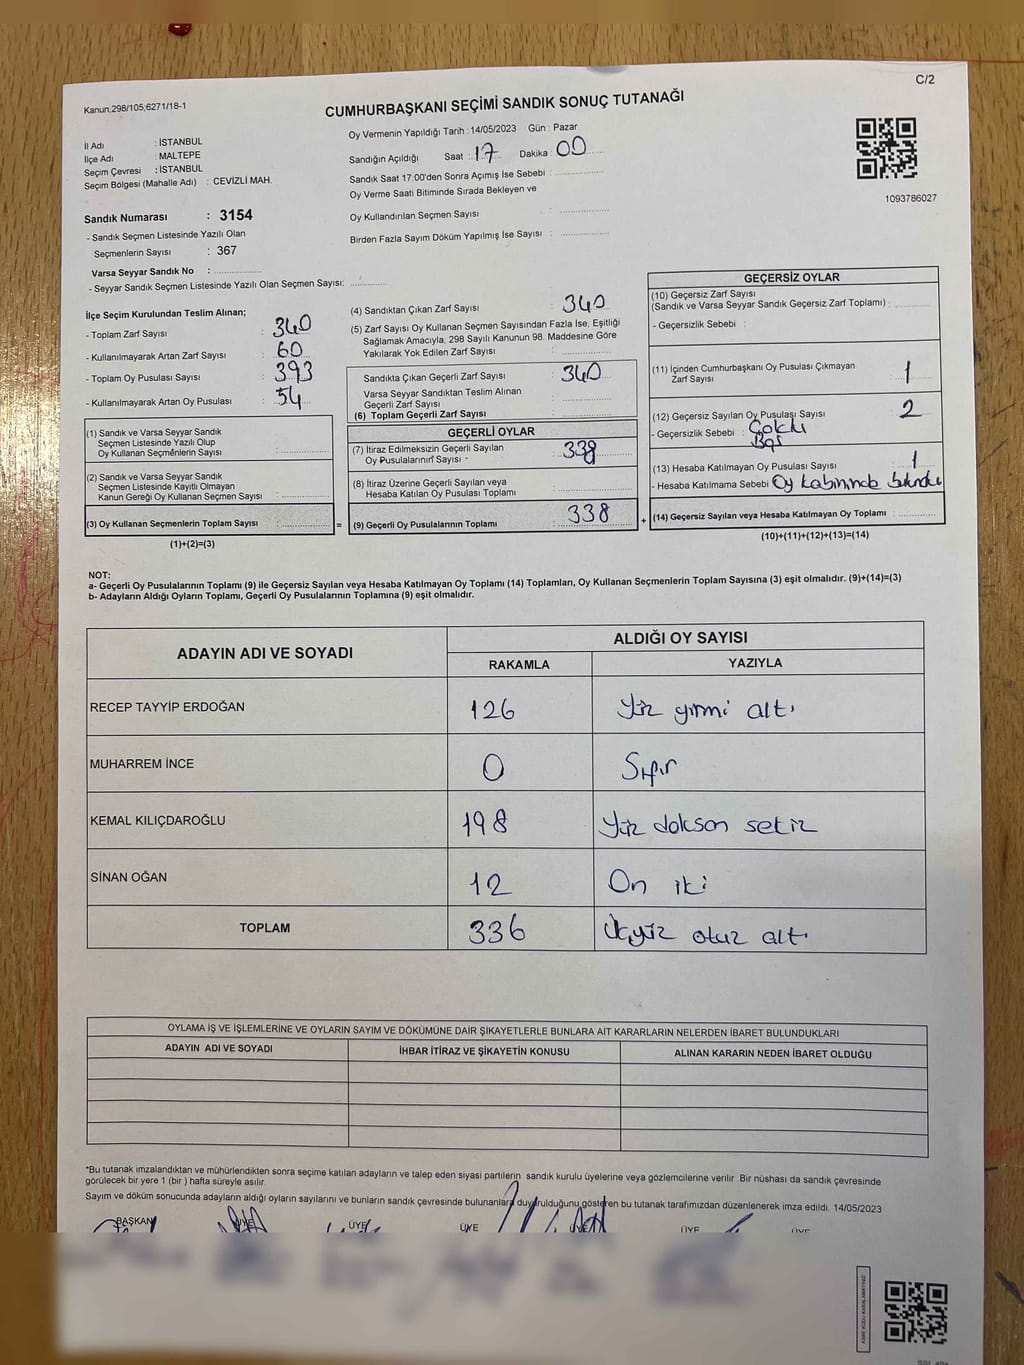 C/2
Kanun;298/105;6271/18-1
CUMHURBAŞKANI SEÇİMİ SANDIK SONUÇ TUTANAĞI
İl Adı : İSTANBUL
İlçe Adı : MALTEPE
Seçim Çevresi : İSTANBUL
Seçim Bölgesi (Mahalle Adı) : CEVİZLİ MAH.
Oy Vermenin Yapıldığı Tarih : 14/05/2023 Gün : Pazar
Sandığın Açıldığı Saat : 17 Dakika : 00
Sandık Saat 17:00'den Sonra Açımış İse Sebebi :
Oy Verme Saati Bitiminde Sırada Bekleyen ve
Oy Kullandırılan Seçmen Sayısı :
Birden Fazla Sayım Döküm Yapılmış İse Sayısı :
1093786027
Sandık Numarası : 3154
- Sandık Seçmen Listesinde Yazılı Olan
Seçmenlerin Sayısı : 367
Varsa Seyyar Sandık No :
- Seyyar Sandık Seçmen Listesinde Yazılı Olan Seçmen Sayısı:
İlçe Seçim Kurulundan Teslim Alınan;
- Toplam Zarf Sayısı : 340
- Kullanılmayarak Artan Zarf Sayısı : 60
- Toplam Oy Pusulası Sayısı : 393
- Kullanılmayarak Artan Oy Pusulası : 54
(1) Sandık ve Varsa Seyyar Sandık
Seçmen Listesinde Yazılı Olup
Oy Kullanan Seçmenlerin Sayısı :
(2) Sandık ve Varsa Seyyar Sandık
Seçmen Listesinde Kayıtlı Olmayan
Kanun Gereği Oy Kullanan Seçmen Sayısı :
(3) Oy Kullanan Seçmenlerin Toplam Sayısı :
(1)+(2)=(3)
(4) Sandıktan Çıkan Zarf Sayısı : 340
(5) Zarf Sayısı Oy Kullanan Seçmen Sayısından Fazla İse, Eşitliği
Sağlamak Amacıyla; 298 Sayılı Kanunun 98. Maddesine Göre
Yakılarak Yok Edilen Zarf Sayısı :
Sandıkta Çıkan Geçerli Zarf Sayısı : 340
Varsa Seyyar Sandıktan Teslim Alınan
Geçerli Zarf Sayısı :
(6) Toplam Geçerli Zarf Sayısı :
GEÇERLİ OYLAR
(7) İtiraz Edilmeksizin Geçerli Sayılan
Oy Pusulalarının Sayısı - : 338
(8) İtiraz Üzerine Geçerli Sayılan veya
Hesaba Katılan Oy Pusulası Toplamı :
= (9) Geçerli Oy Pusulalarının Toplamı : 338 +
GEÇERSİZ OYLAR
(10) Geçersiz Zarf Sayısı
(Sandık ve Varsa Seyyar Sandık Geçersiz Zarf Toplamı) :
- Geçersizlik Sebebi :
(11) İçinden Cumhurbaşkanı Oy Pusulası Çıkmayan
Zarf Sayısı : 1
(12) Geçersiz Sayılan Oy Pusulası Sayısı : 2
- Geçersizlik Sebebi : Çoklu
Boş
(13) Hesaba Katılmayan Oy Pusulası Sayısı : 1
- Hesaba Katılmama Sebebi : Oy kabininde bulundu
(14) Geçersiz Sayılan veya Hesaba Katılmayan Oy Toplamı :
(10)+(11)+(12)+(13)=(14)
NOT:
a- Geçerli Oy Pusulalarının Toplamı (9) ile Geçersiz Sayılan veya Hesaba Katılmayan Oy Toplamı (14) Toplamları, Oy Kullanan Seçmenlerin Toplam Sayısına (3) eşit olmalıdır. (9)+(14)=(3)
b- Adayların Aldığı Oyların Toplamı, Geçerli Oy Pusulalarının Toplamına (9) eşit olmalıdır.
ADAYIN ADI VE SOYADI ALDIĞI OY SAYISI
RAKAMLA YAZIYLA
RECEP TAYYİP ERDOĞAN 126 Yüz yirmi altı
MUHARREM İNCE 0 Sıfır
KEMAL KILIÇDAROĞLU 198 Yüz doksan sekiz
SİNAN OĞAN 12 On iki
TOPLAM 336 Üçyüz otuz altı
OYLAMA İŞ VE İŞLEMLERİNE VE OYLARIN SAYIM VE DÖKÜMÜNE DAİR ŞİKAYETLERLE BUNLARA AİT KARARLARIN NELERDEN İBARET BULUNDUKLARI
ADAYIN ADI VE SOYADI İHBAR İTİRAZ VE ŞİKAYETİN KONUSU ALINAN KARARIN NEDEN İBARET OLDUĞU
*Bu tutanak imzalandıktan ve mühürlendikten sonra seçime katılan adayların ve talep eden siyasi partilerin sandık kurulu üyelerine veya gözlemcilerine verilir. Bir nüshası da sandık çevresinde
görülecek bir yere 1 (bir ) hafta süreyle asılır.
Sayım ve döküm sonucunda adayların aldığı oyların sayılarını ve bunların sandık çevresinde bulunanlara duyurulduğunu gösteren bu tutanak tarafımızdan düzenlenerek imza edildi. 14/05/2023
BAŞKAN ÜYE ÜYE ÜYE ÜYE ÜYE ÜYE